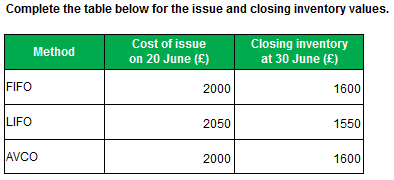 Complete the table below for the issue and closing inventory values.
Method Cost of issue on 20 June (£) Closing inventory at 30 June (£)
FIFO 2000 1600
LIFO 2050 1550
AVCO 2000 1600